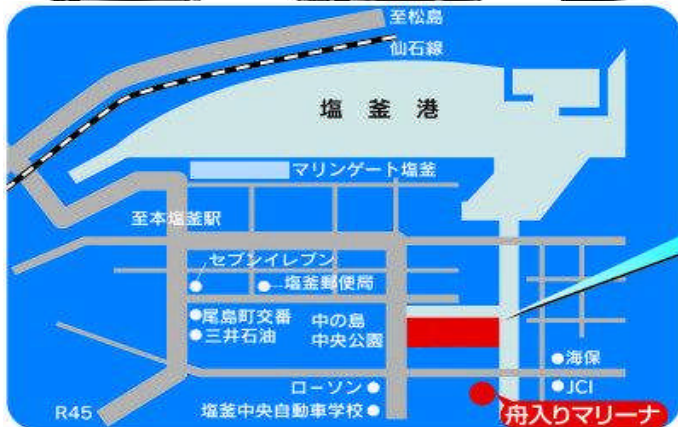 至松島
仙石線
塩釜港
マリンゲート塩釜
至本塩釜駅
セブンイレブン
塩釜郵便局
尾島町交番
三井石油
中の島
中央公園
海保
JCI
ローソン
塩釜中央自動車学校
R45
舟入りマリーナ